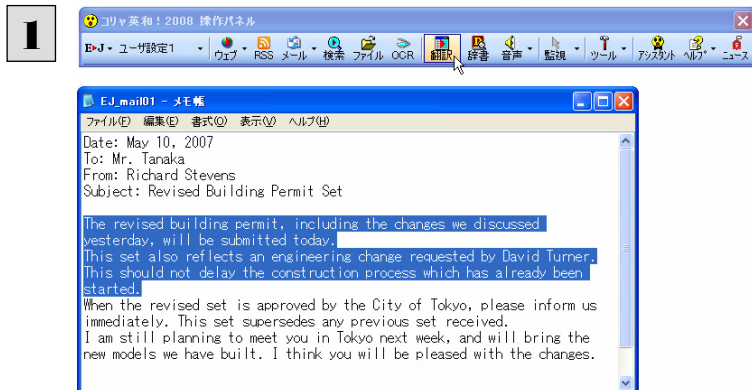 1
コリャ英和！2008 操作パネル
E▸J ユーザ設定1 ウェブ RSS メール 検索 ファイル OCR 翻訳 辞書 音声 監視 ツール アシスタント ヘルプ ニュース
EJ_mail01 - メモ帳
ファイル(F) 編集(E) 書式(O) 表示(V) ヘルプ(H)
Date: May 10, 2007
To: Mr. Tanaka
From: Richard Stevens
Subject: Revised Building Permit Set
The revised building permit, including the changes we discussed
yesterday, will be submitted today.
This set also reflects an engineering change requested by David Turner.
This should not delay the construction process which has already been
started.
When the revised set is approved by the City of Tokyo, please inform us
immediately. This set supersedes any previous set received.
I am still planning to meet you in Tokyo next week, and will bring the
new models we have built. I think you will be pleased with the changes.